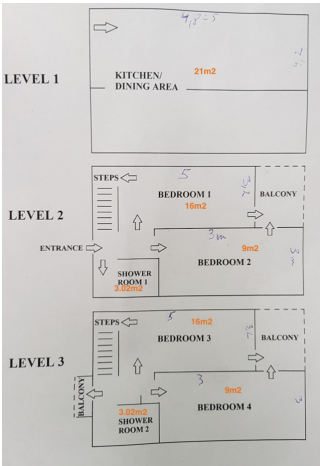 21m2
LEVEL 1
KITCHEN/
DINING AREA
STEPS
5
BEDROOM 1
BALCONY
16m2
LEVEL 2
3m
ENTRANCE
9m2
BEDROOM 2
SHOWER
ROOM 1
3.02m2
5
16m2
STEPS
BEDROOM 3
BALCONY
LEVEL 3
3
9m2
BALCONY
BEDROOM 4
3.02m2
SHOWER
ROOM 2